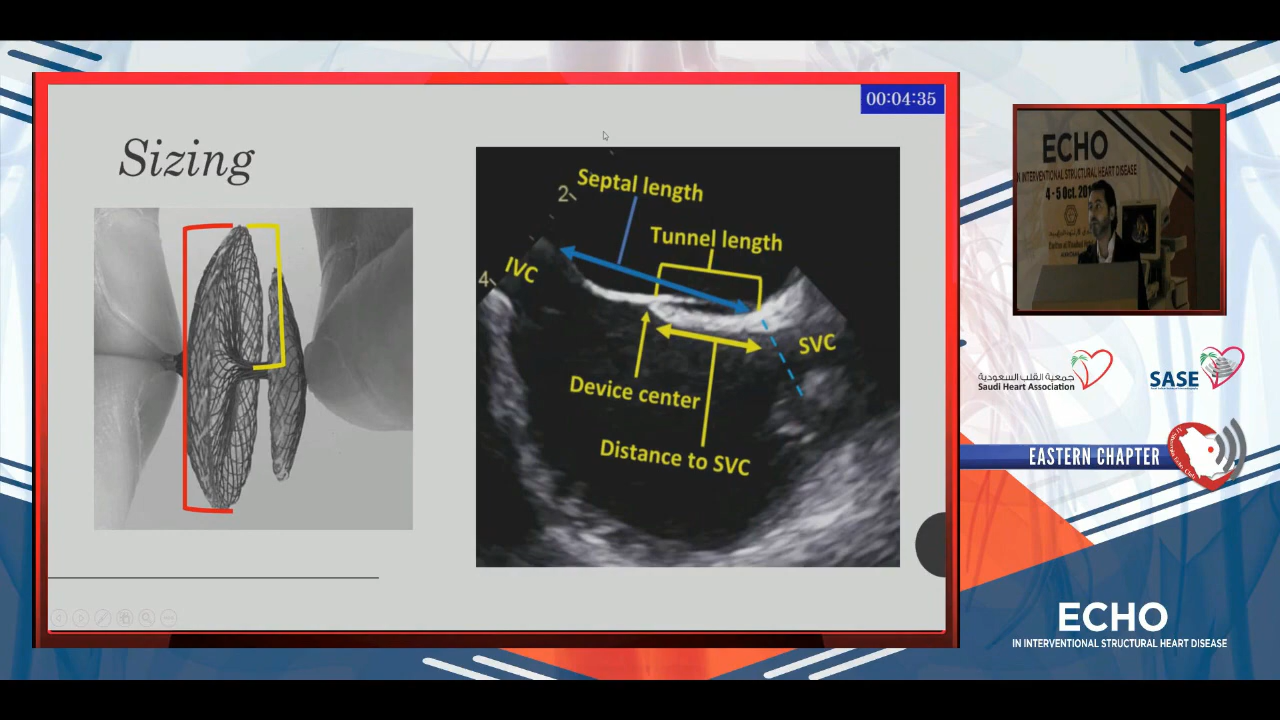 00:04:35
Sizing
2
Septal length
Tunnel length
IVC
4
SVC
Device center
Distance to SVC
ECHO
IN INTERVENTIONAL STRUCTURAL HEART DISEASE
4 - 5 Oct. 201
جمعية القلب السعودية
Saudi Heart Association
SASE
EASTERN CHAPTER
ECHO
IN INTERVENTIONAL STRUCTURAL HEART DISEASE